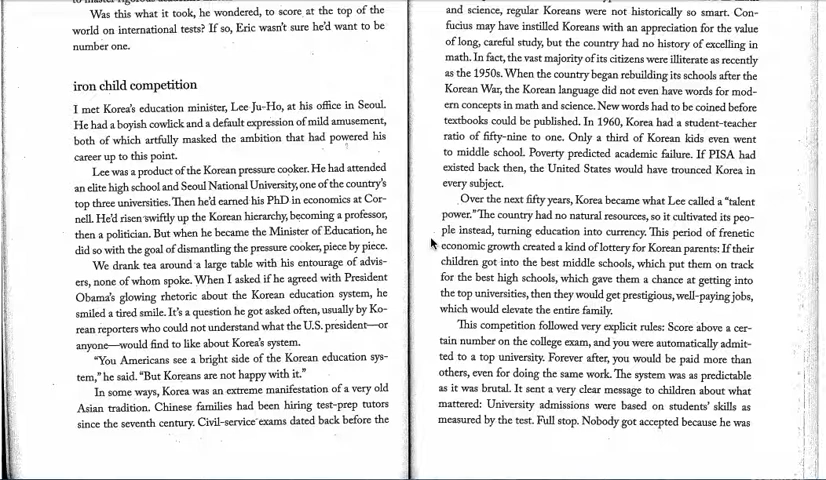 Was this what it took, he wondered, to score at the top of the
world on international tests? If so, Eric wasn't sure he'd want to be
number one.
iron child competition
I met Korea's education minister, Lee Ju-Ho, at his office in Seoul.
He had a boyish cowlick and a default expression of mild amusement,
both of which artfully masked the ambition that had powered his
career up to this point.
Lee was a product of the Korean pressure cooker. He had attended
an elite high school and Seoul National University, one of the country's
top three universities. Then he'd earned his PhD in economics at Cor-
nell. He'd risen swiftly up the Korean hierarchy, becoming a professor,
then a politician. But when he became the Minister of Education, he
did so with the goal of dismantling the pressure cooker, piece by piece.
We drank tea around a large table with his entourage of advis-
ers, none of whom spoke. When I asked if he agreed with President
Obama's glowing rhetoric about the Korean education system, he
smiled a tired smile. It's a question he got asked often, usually by Ko-
rean reporters who could not understand what the U.S. president—or
anyone—would find to like about Korea's system.
"You Americans see a bright side of the Korean education sys-
tem," he said. "But Koreans are not happy with it."
In some ways, Korea was an extreme manifestation of a very old
Asian tradition. Chinese families had been hiring test-prep tutors
since the seventh century. Civil-service exams dated back before the
and science, regular Koreans were not historically so smart. Con-
fucius may have instilled Koreans with an appreciation for the value
of long, careful study, but the country had no history of excelling in
math. In fact, the vast majority of its citizens were illiterate as recently
as the 1950s. When the country began rebuilding its schools after the
Korean War, the Korean language did not even have words for mod-
ern concepts in math and science. New words had to be coined before
textbooks could be published. In 1960, Korea had a student-teacher
ratio of fifty-nine to one. Only a third of Korean kids even went
to middle school. Poverty predicted academic failure. If PISA had
existed back then, the United States would have trounced Korea in
every subject.
Over the next fifty years, Korea became what Lee called a "talent
power." The country had no natural resources, so it cultivated its peo-
ple instead, turning education into currency. This period of frenetic
economic growth created a kind of lottery for Korean parents: If their
children got into the best middle schools, which put them on track
for the best high schools, which gave them a chance at getting into
the top universities, then they would get prestigious, well-paying jobs,
which would elevate the entire family.
This competition followed very explicit rules: Score above a cer-
tain number on the college exam, and you were automatically admit-
ted to a top university. Forever after, you would be paid more than
others, even for doing the same work. The system was as predictable
as it was brutal. It sent a very clear message to children about what
mattered: University admissions were based on students' skills as
measured by the test. Full stop. Nobody got accepted because he was